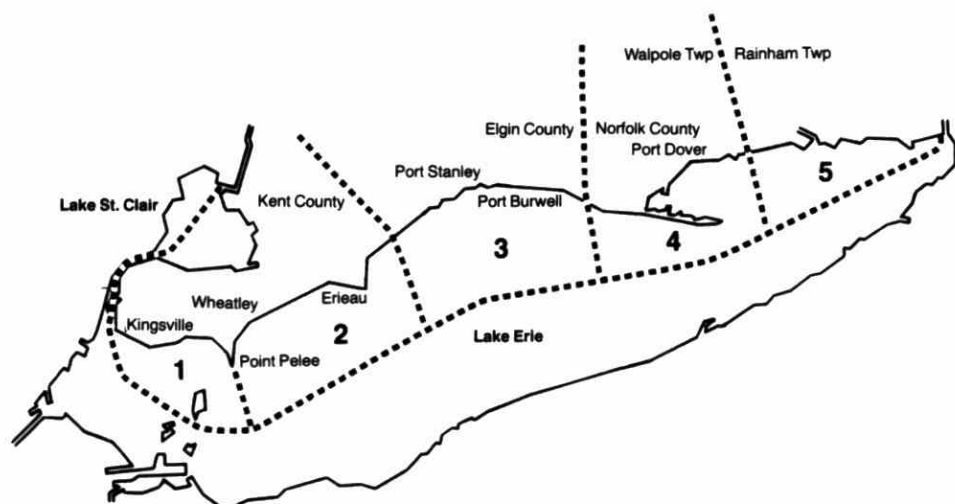 Walpole Twp
Rainham Twp
Elgin County
Norfolk County
Port Dover
Port Stanley
5
Lake St. Clair
Kent County
Port Burwell
4
3
Wheatley
Erieau
Kingsville
2
Lake Erie
Point Pelee
1